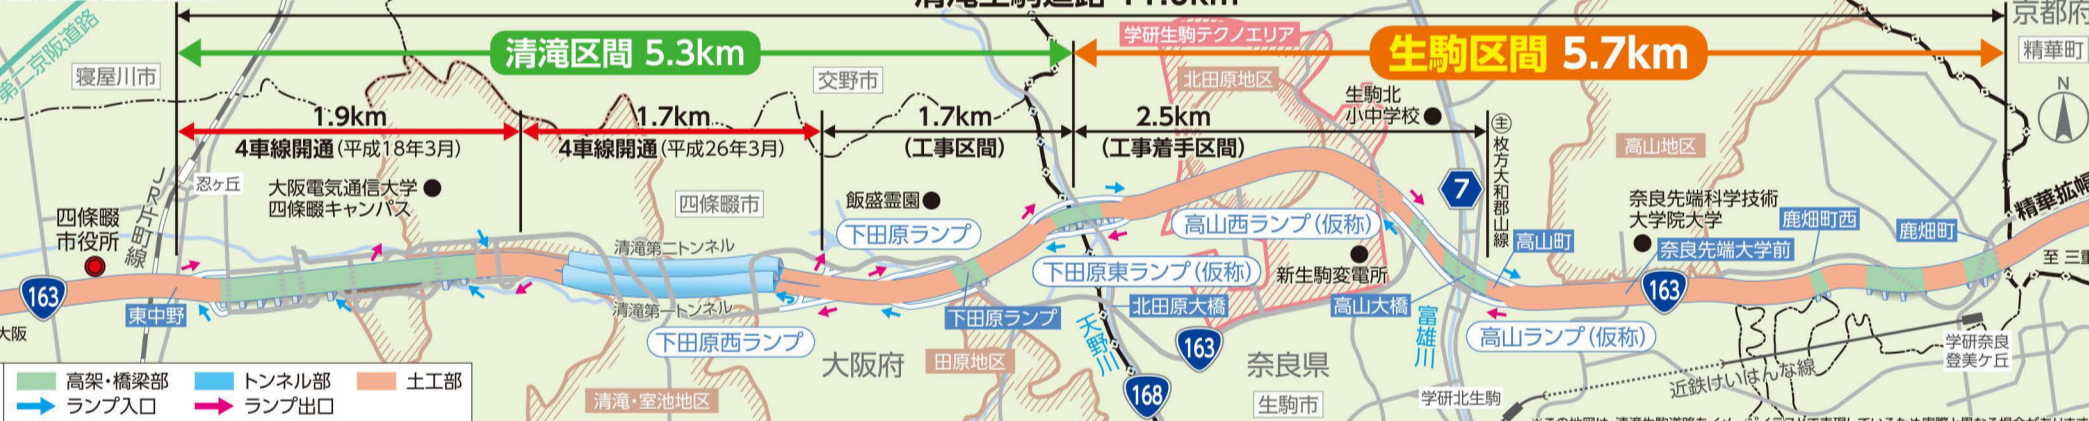 清滝生駒道路 11.0km
京都府
第二京阪道路
寝屋川市
清滝区間 5.3km
交野市
学研生駒テクノエリア
北田原地区
生駒区間 5.7km
精華町
N
1.9km
4車線開通(平成18年3月)
1.7km
4車線開通(平成26年3月)
1.7km
(工事区間)
2.5km
(工事着手区間)
生駒北
小中学校
主 枚方大和郡山線
7
高山地区
JR片町線
忍ヶ丘
大阪電気通信大学
四條畷キャンパス
四條畷市
飯盛霊園
下田原ランプ
四條畷
市役所
清滝第二トンネル
清滝第一トンネル
高山西ランプ(仮称)
下田原東ランプ(仮称)
新生駒変電所
高山町
奈良先端科学技術
大学院大学
奈良先端大学前
鹿畑町西
鹿畑町
精華拡幅
至 三重
163
東中野
大阪
下田原西ランプ
下田原ランプ
北田原大橋
高山大橋
富雄川
高山ランプ(仮称)
163
天野川
163
168
大阪府
田原地区
奈良県
生駒市
清滝・室池地区
学研北生駒
近鉄けいはんな線
学研奈良
登美ケ丘
高架・橋梁部
トンネル部
土工部
ランプ入口
ランプ出口